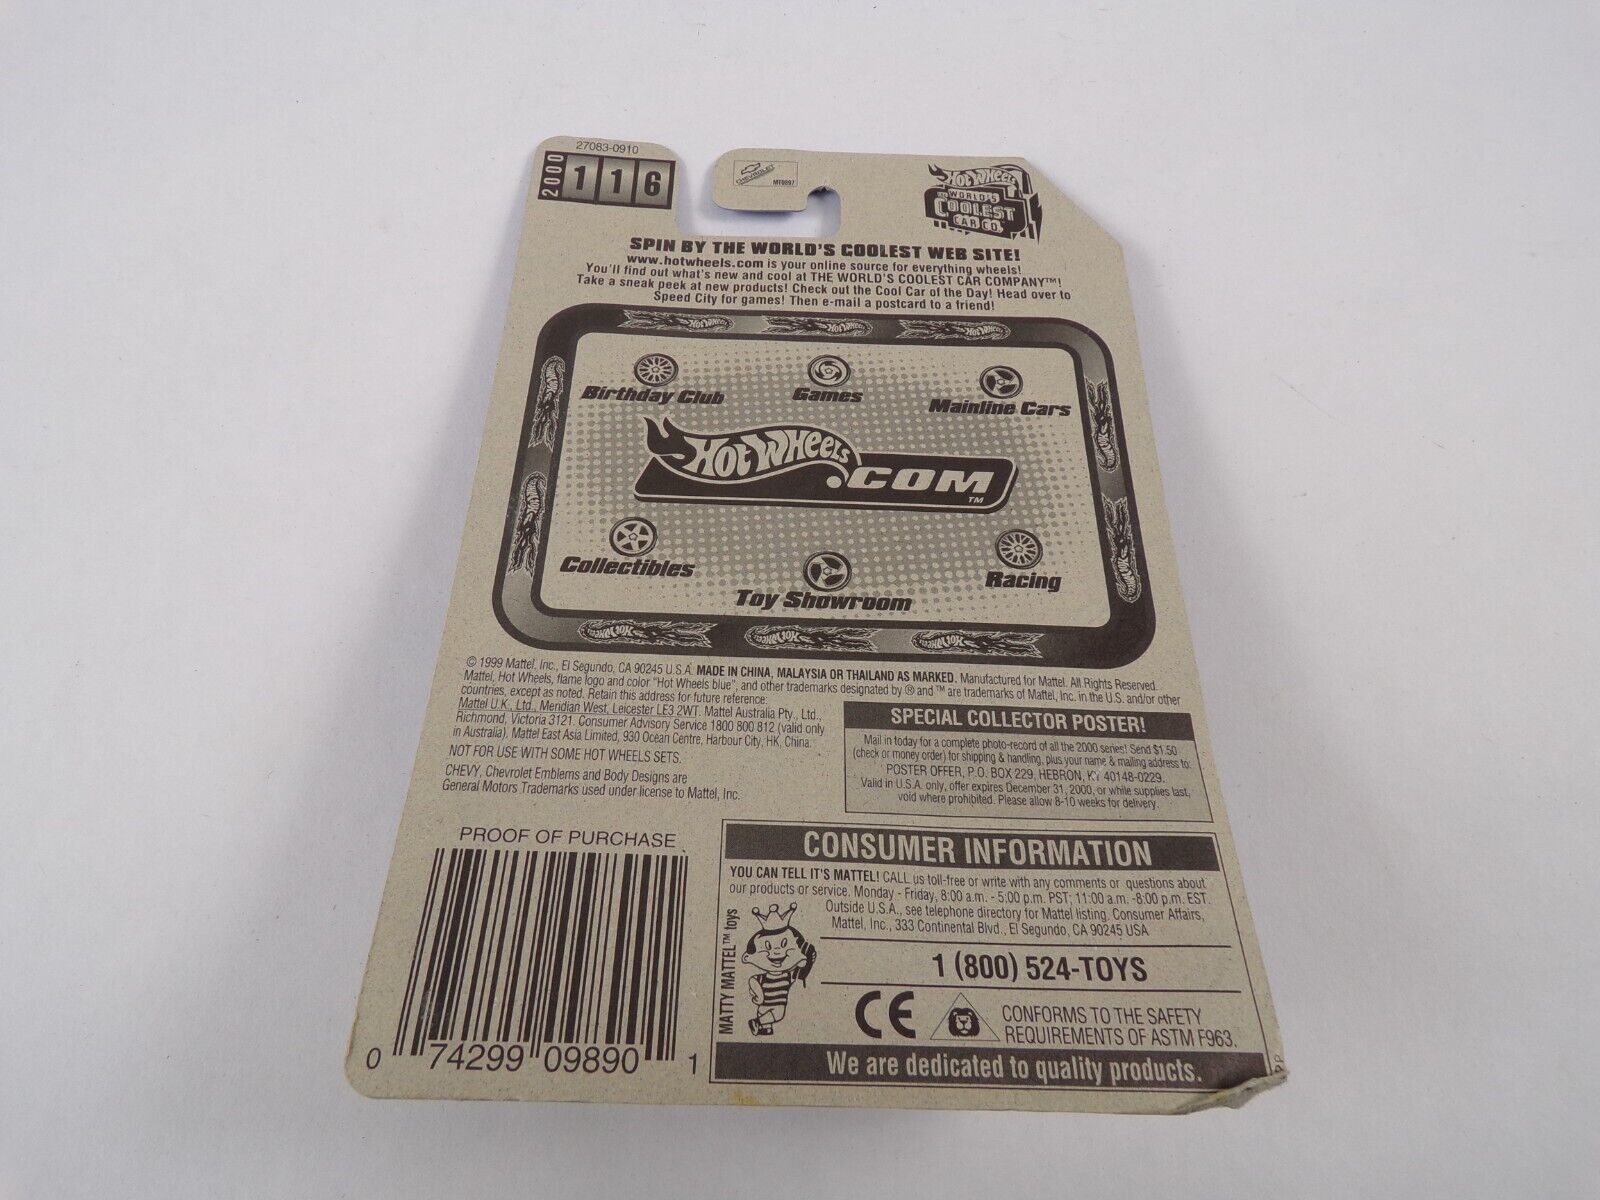 27083-0910
2000
116
CHEVROLET
MT0897
Hot Wheels
WORLD'S
COOLEST
CAR CO.
SPIN BY THE WORLD'S COOLEST WEB SITE!
www.hotwheels.com is your online source for everything wheels!
You'll find out what's new and cool at THE WORLD'S COOLEST CAR COMPANY™!
Take a sneak peek at new products! Check out the Cool Car of the Day! Head over to
Speed City for games! Then e-mail a postcard to a friend!
Hot Wheels Hot Wheels Hot Wheels
Birthday Club
Games
Mainline Cars
Hot Wheels.COM™
Collectibles
Toy Showroom
Racing
Hot Wheels Hot Wheels Hot Wheels
© 1999 Mattel, Inc., El Segundo, CA 90245 U.S.A. MADE IN CHINA, MALAYSIA OR THAILAND AS MARKED. Manufactured for Mattel. All Rights Reserved.
Mattel, Hot Wheels, flame logo and color "Hot Wheels blue", and other trademarks designated by ® and ™ are trademarks of Mattel, Inc. in the U.S. and/or other
countries, except as noted. Retain this address for future reference:
Mattel U.K., Ltd., Meridian West, Leicester LE3 2WT. Mattel Australia Pty., Ltd.,
Richmond, Victoria 3121. Consumer Advisory Service 1800 800 812 (valid only
in Australia). Mattel East Asia Limited, 930 Ocean Centre, Harbour City, HK, China.
NOT FOR USE WITH SOME HOT WHEELS SETS.
CHEVY, Chevrolet Emblems and Body Designs are
General Motors Trademarks used under license to Mattel, Inc.
SPECIAL COLLECTOR POSTER!
Mail in today for a complete photo-record of all the 2000 series! Send $1.50
(check or money order) for shipping & handling, plus your name & mailing address to:
POSTER OFFER, P.O. BOX 229, HEBRON, KY 40148-0229.
Valid in U.S.A. only, offer expires December 31, 2000, or while supplies last,
void where prohibited. Please allow 8-10 weeks for delivery.
PROOF OF PURCHASE
0 74299 09890 1
CONSUMER INFORMATION
YOU CAN TELL IT'S MATTEL! CALL us toll-free or write with any comments or questions about
our products or service. Monday - Friday, 8:00 a.m. - 5:00 p.m. PST; 11:00 a.m. -8:00 p.m. EST.
Outside U.S.A., see telephone directory for Mattel listing. Consumer Affairs,
Mattel, Inc., 333 Continental Blvd., El Segundo, CA 90245 USA
MATTY MATTEL™ toys
1 (800) 524-TOYS
CE
CONFORMS TO THE SAFETY
REQUIREMENTS OF ASTM F963.
We are dedicated to quality products.